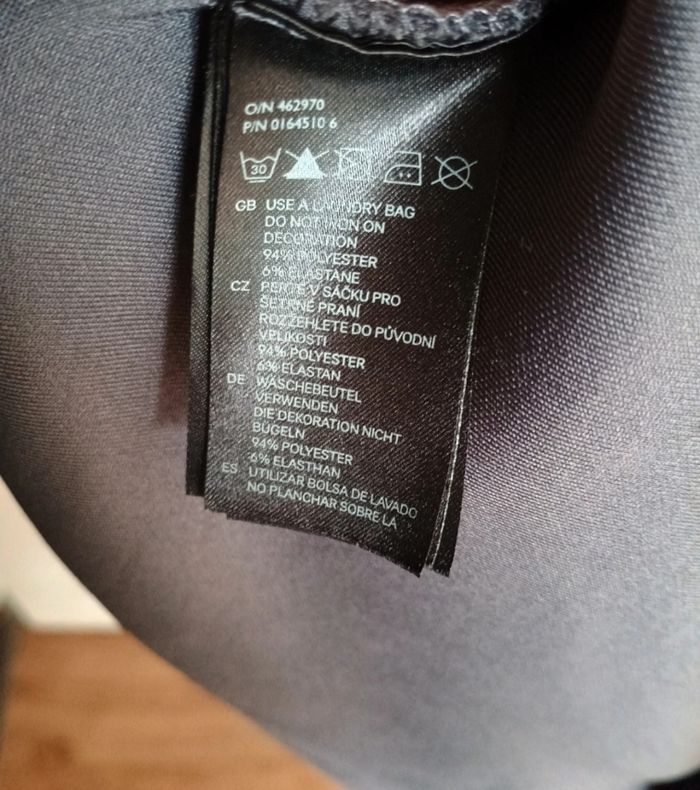 O/N 462970
P/N 0164510 6
30
GB USE A LAUNDRY BAG
DO NOT IRON ON
DECORATION
94% POLYESTER
6% ELASTANE
CZ PERTE V SÁČKU PRO
ŠETRNÉ PRANÍ
ROZŽEHLETE DO PŮVODNÍ
VELIKOSTI
94% POLYESTER
6% ELASTAN
DE WÄSCHEBEUTEL
VERWENDEN
DIE DEKORATION NICHT
BÜGELN
94% POLYESTER
6% ELASTHAN
ES UTILIZAR BOLSA DE LAVADO
NO PLANCHAR SOBRE LA